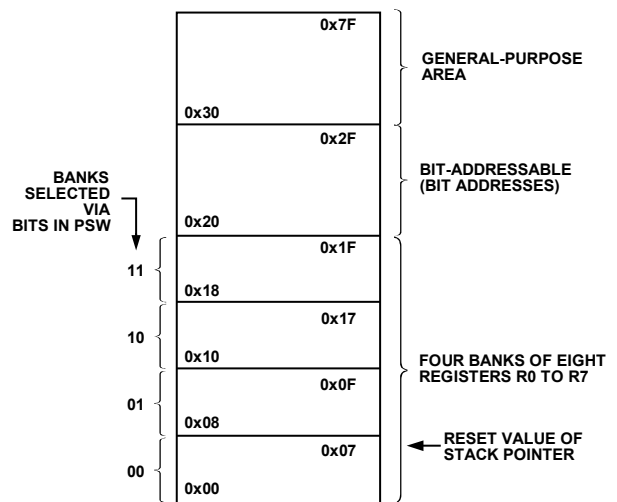 0x7F
GENERAL-PURPOSE
AREA
0x30
0x2F
BANKS
SELECTED
VIA
BITS IN PSW
BIT-ADDRESSABLE
(BIT ADDRESSES)
0x20
0x1F
11
0x18
0x17
10
0x10
FOUR BANKS OF EIGHT
REGISTERS R0 TO R7
0x0F
01
0x08
0x07
RESET VALUE OF
STACK POINTER
00
0x00